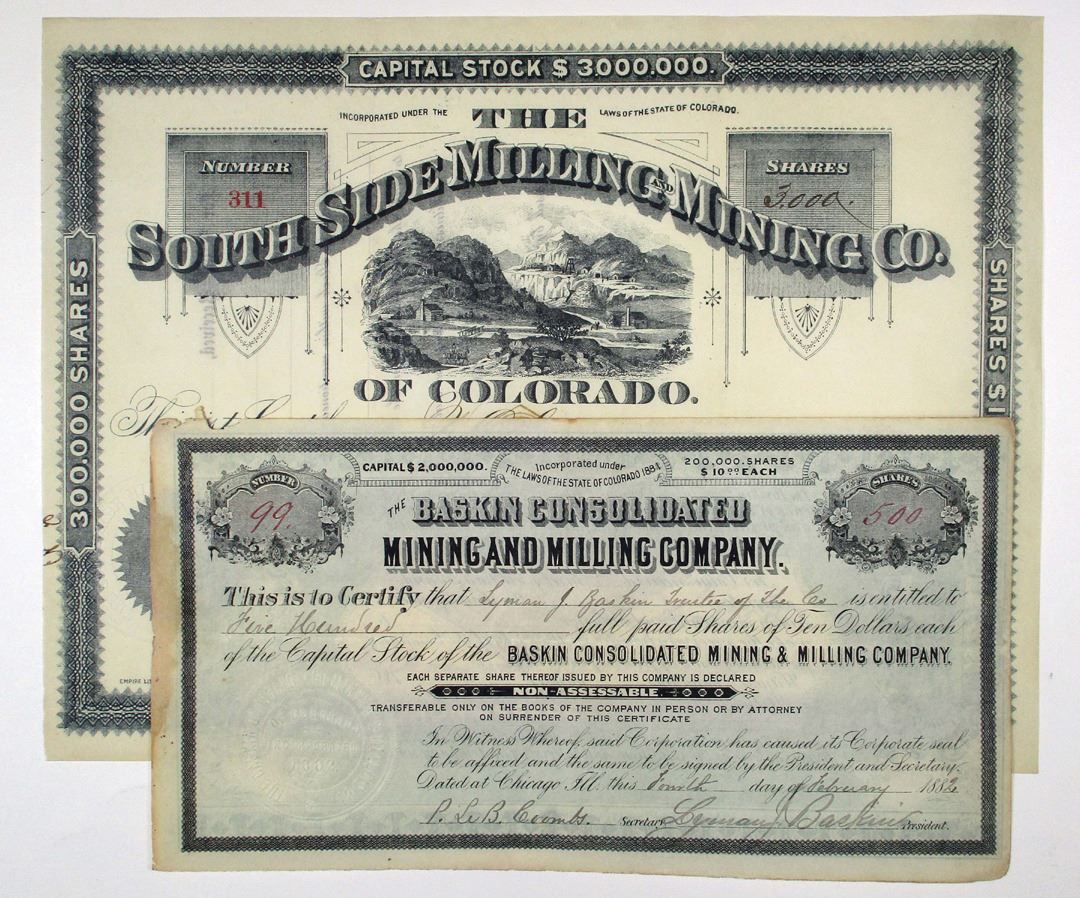 CAPITAL STOCK $ 3.000.000.
INCORPORATED UNDER THE LAWS OF THE STATE OF COLORADO.
THE
NUMBER
311
SHARES
3,000.
SOUTH SIDE MILLING AND MINING CO.
OF COLORADO.
300.000 SHARES
SHARES
CAPITAL $ 2,000,000.
Incorporated under
THE LAWS OF THE STATE OF COLORADO 1881.
200,000. SHARES
$ 10.00 EACH
NUMBER
99
SHARES
500
THE
BASKIN CONSOLIDATED
MINING AND MILLING COMPANY.
This is to Certify that Lyman J. Baskin Trustee of The Co is entitled to
Five Hundred full paid Shares of Ten Dollars each
of the Capital Stock of the BASKIN CONSOLIDATED MINING & MILLING COMPANY.
EACH SEPARATE SHARE THEREOF ISSUED BY THIS COMPANY IS DECLARED
NON-ASSESSABLE.
TRANSFERABLE ONLY ON THE BOOKS OF THE COMPANY IN PERSON OR BY ATTORNEY
ON SURRENDER OF THIS CERTIFICATE
In Witness Whereof, said Corporation has caused its Corporate seal
to be affixed and the same to be signed by the President and Secretary.
Dated at Chicago Ill. this Fourth day of February 1882
P. Le B. Coombs. Secretary Lyman J Baskin President.
EMPIRE